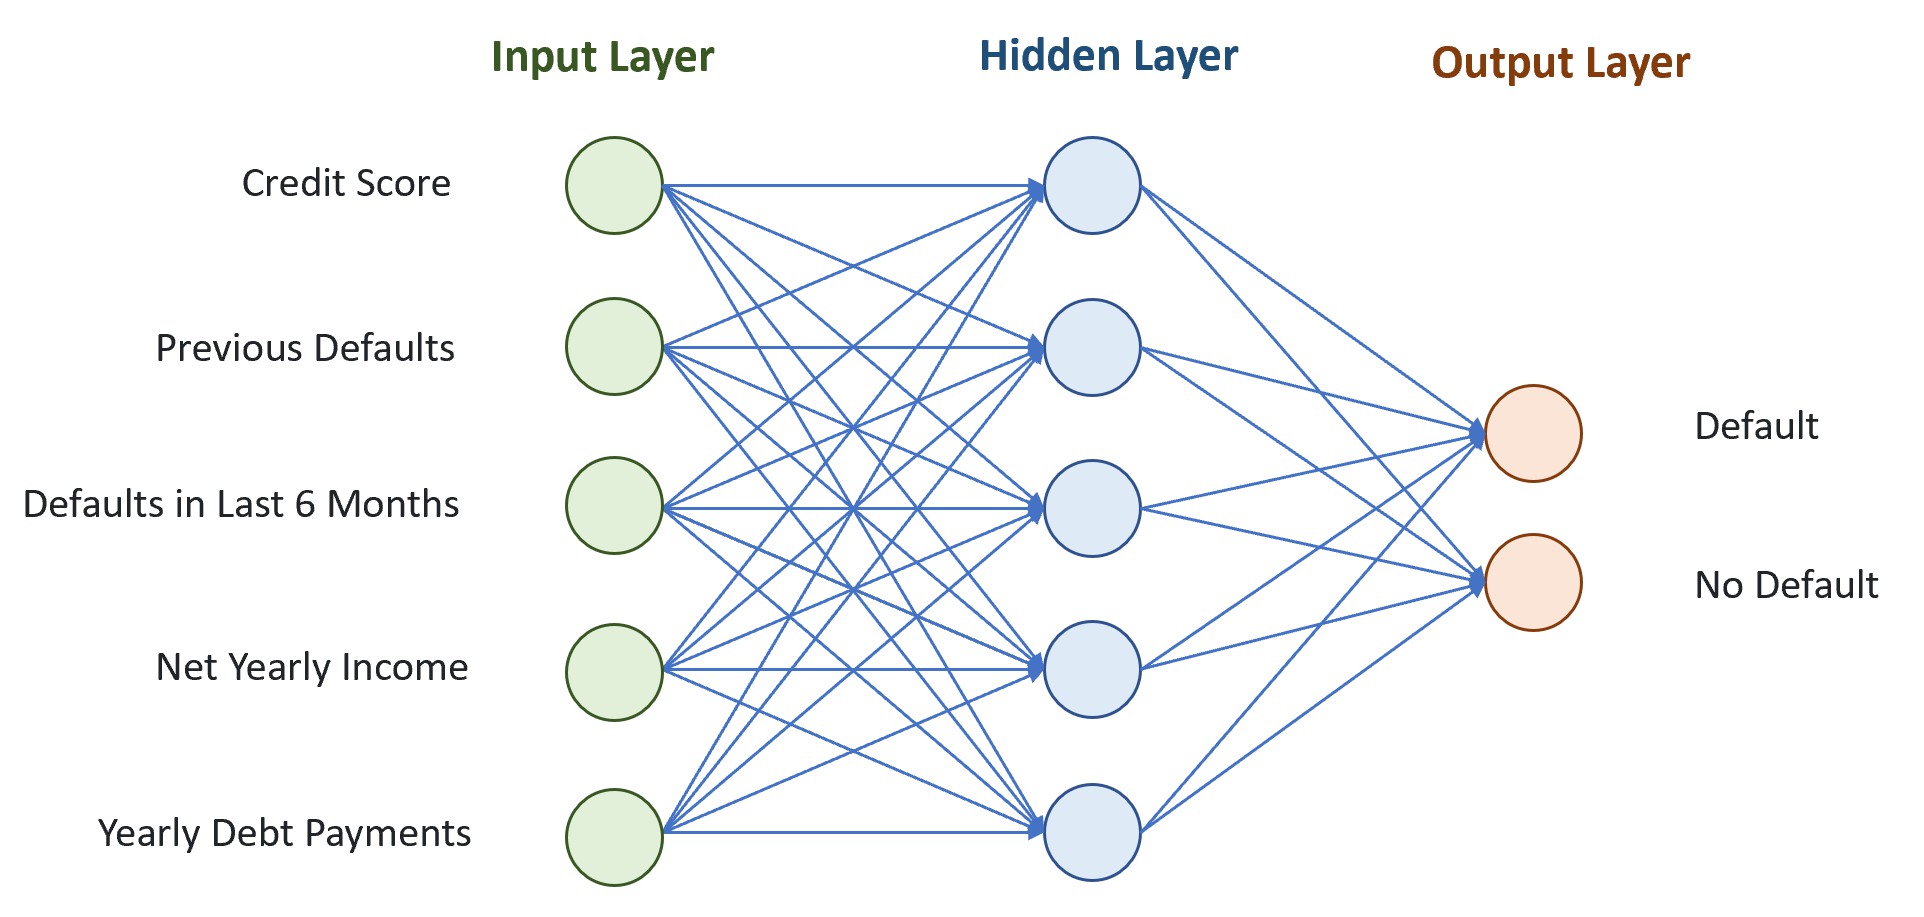 Input Layer
Hidden Layer
Output Layer
Credit Score
Previous Defaults
Defaults in Last 6 Months
Net Yearly Income
Yearly Debt Payments
Default
No Default